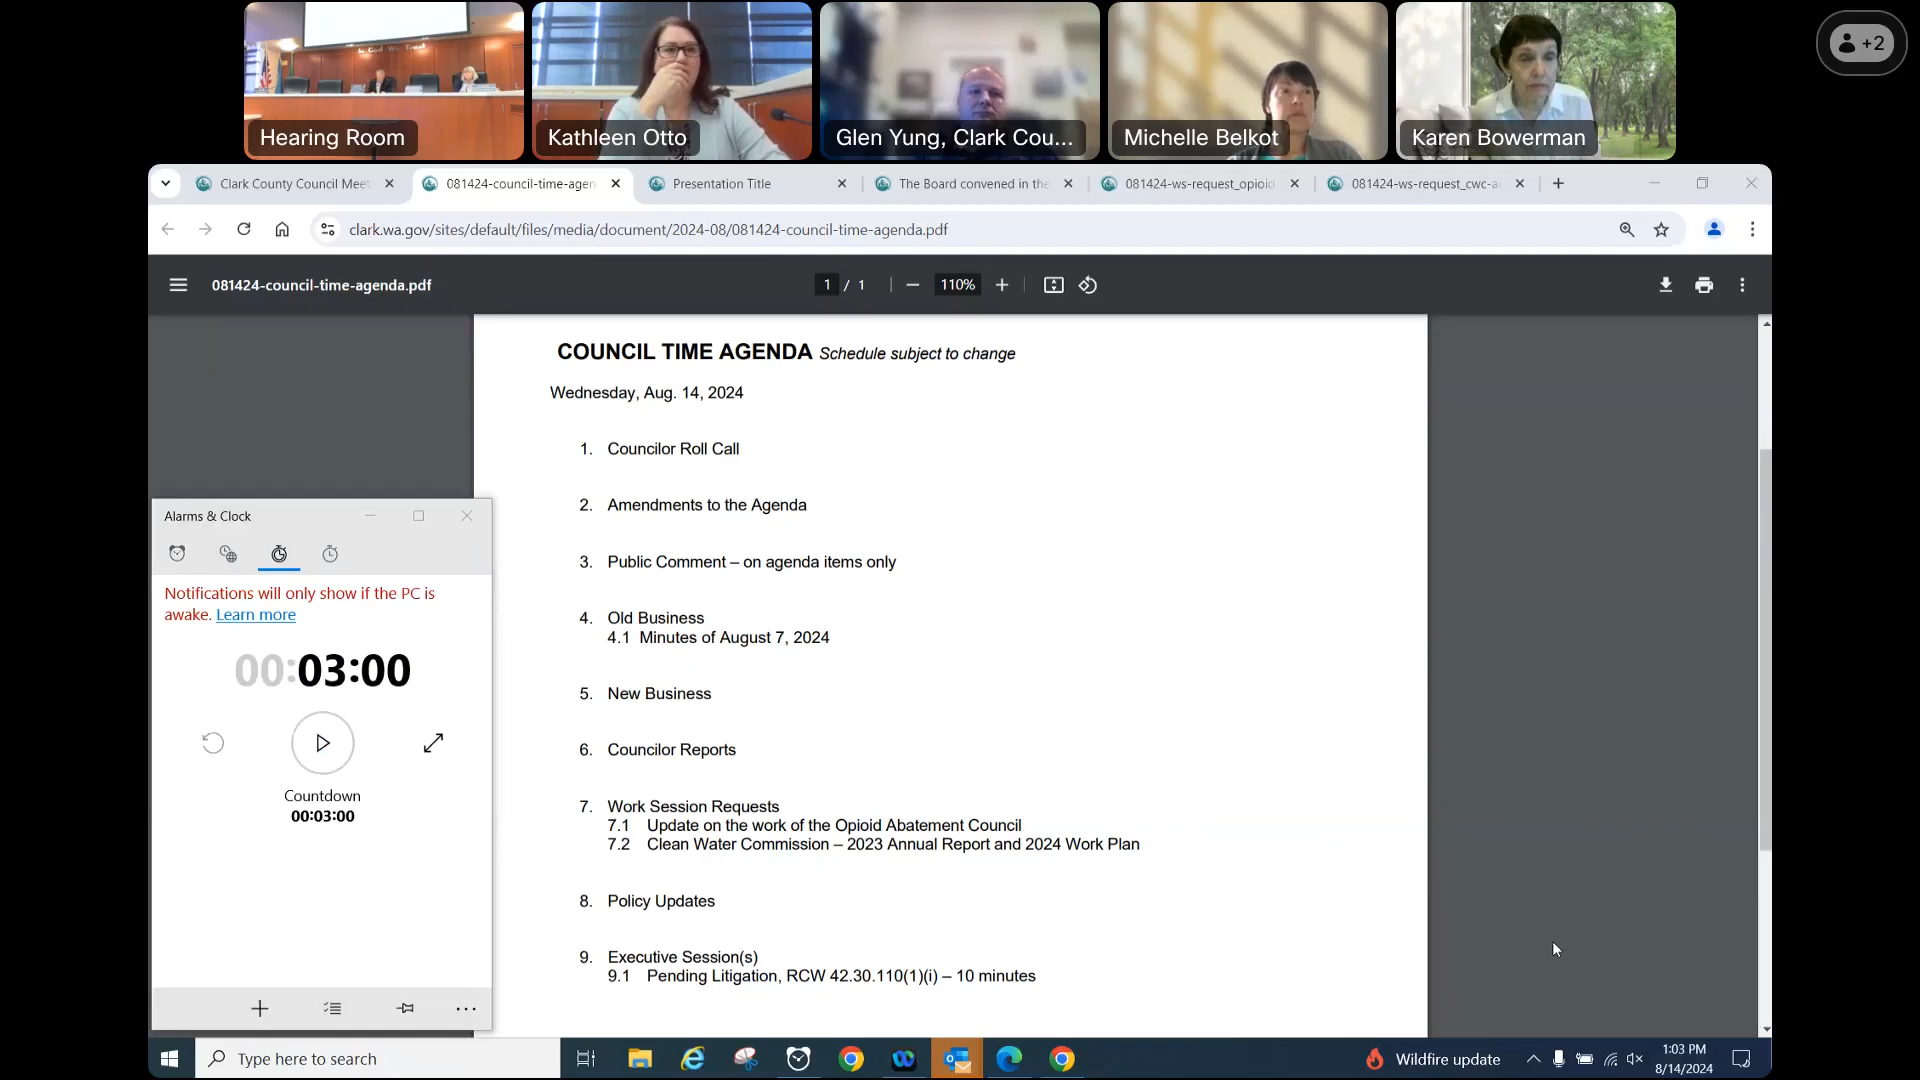 In God We Trust
Hearing Room
Kathleen Otto
Glen Yung, Clark Cou...
Michelle Belkot
Karen Bowerman
+2
Clark County Council Meet
081424-council-time-agen
Presentation Title
The Board convened in the
081424-ws-request_opioid
081424-ws-request_cwc-a
clark.wa.gov/sites/default/files/media/document/2024-08/081424-council-time-agenda.pdf
081424-council-time-agenda.pdf
1 / 1
110%
COUNCIL TIME AGENDA Schedule subject to change
Wednesday, Aug. 14, 2024
1. Councilor Roll Call
2. Amendments to the Agenda
3. Public Comment – on agenda items only
4. Old Business
4.1 Minutes of August 7, 2024
5. New Business
6. Councilor Reports
7. Work Session Requests
7.1 Update on the work of the Opioid Abatement Council
7.2 Clean Water Commission – 2023 Annual Report and 2024 Work Plan
8. Policy Updates
9. Executive Session(s)
9.1 Pending Litigation, RCW 42.30.110(1)(i) – 10 minutes
Alarms & Clock
Notifications will only show if the PC is
awake. Learn more
00:03:00
Countdown
00:03:00
Type here to search
Wildfire update
1:03 PM
8/14/2024